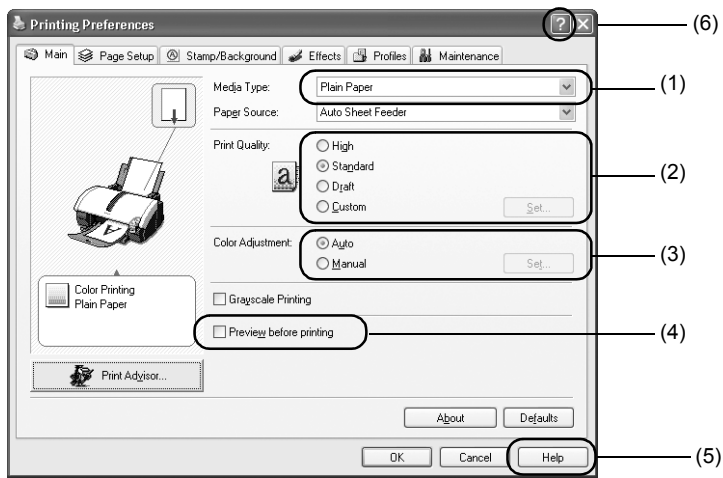 Printing Preferences
? X (6)
Main Page Setup Stamp/Background Effects Profiles Maintenance
Media Type: Plain Paper (1)
Paper Source: Auto Sheet Feeder
Print Quality: High
Standard
a
Draft
(2)
Custom Set...
Color Adjustment: Auto
(3)
Manual Set...
Color Printing
Plain Paper
Grayscale Printing
Preview before printing (4)
Print Advisor...
About Defaults
OK Cancel Help (5)